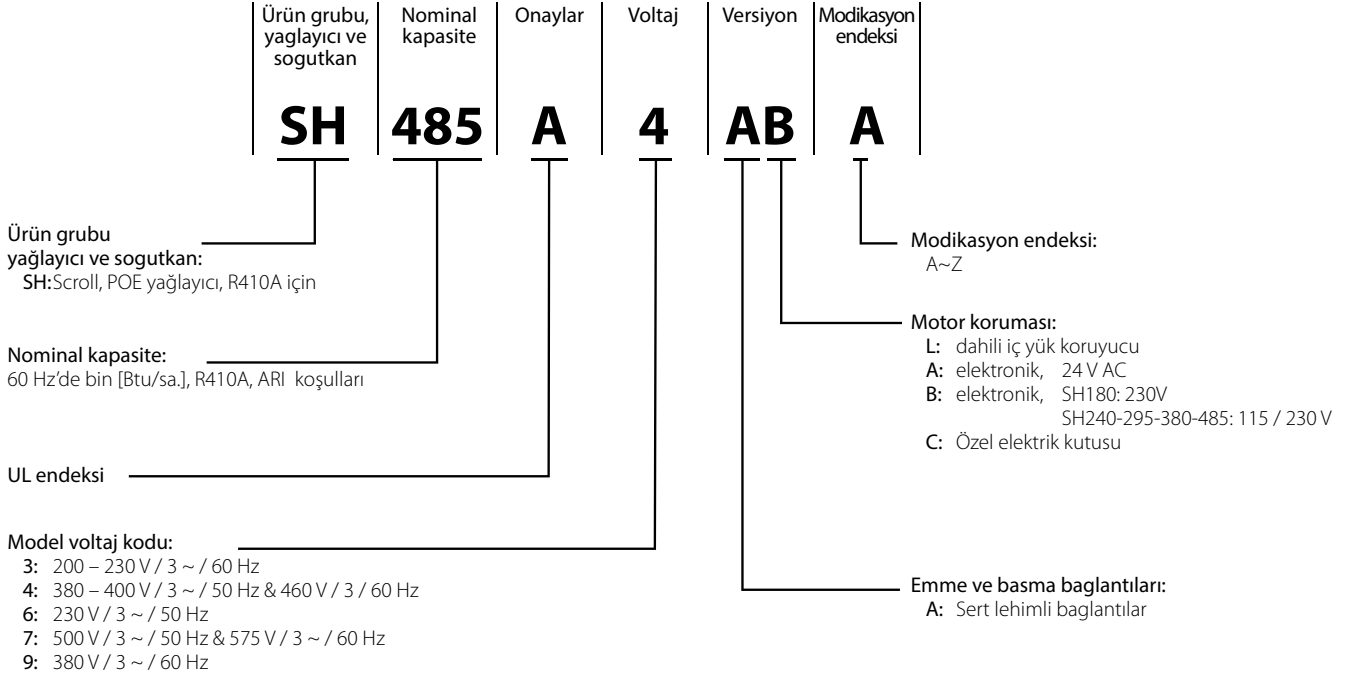 Ürün grubu,
yaglayıcı ve
sogutkan
Nominal
kapasite
Onaylar
Voltaj
Versiyon
Modikasyon
endeksi
SH 485 A 4 AB A
Ürün grubu
yağlayıcı ve sogutkan:
SH:Scroll, POE yağlayıcı, R410A için
Nominal kapasite:
60 Hz’de bin [Btu/sa.], R410A, ARI koşulları
UL endeksi
Model voltaj kodu:
3: 200 – 230 V / 3 ~ / 60 Hz
4: 380 – 400 V / 3 ~ / 50 Hz & 460 V / 3 / 60 Hz
6: 230 V / 3 ~ / 50 Hz
7: 500 V / 3 ~ / 50 Hz & 575 V / 3 ~ / 60 Hz
9: 380 V / 3 ~ / 60 Hz
Modikasyon endeksi:
A~Z
Motor koruması:
L: dahili iç yük koruyucu
A: elektronik, 24 V AC
B: elektronik, SH180: 230V
SH240-295-380-485: 115 / 230 V
C: Özel elektrik kutusu
Emme ve basma baglantıları:
A: Sert lehimli baglantılar